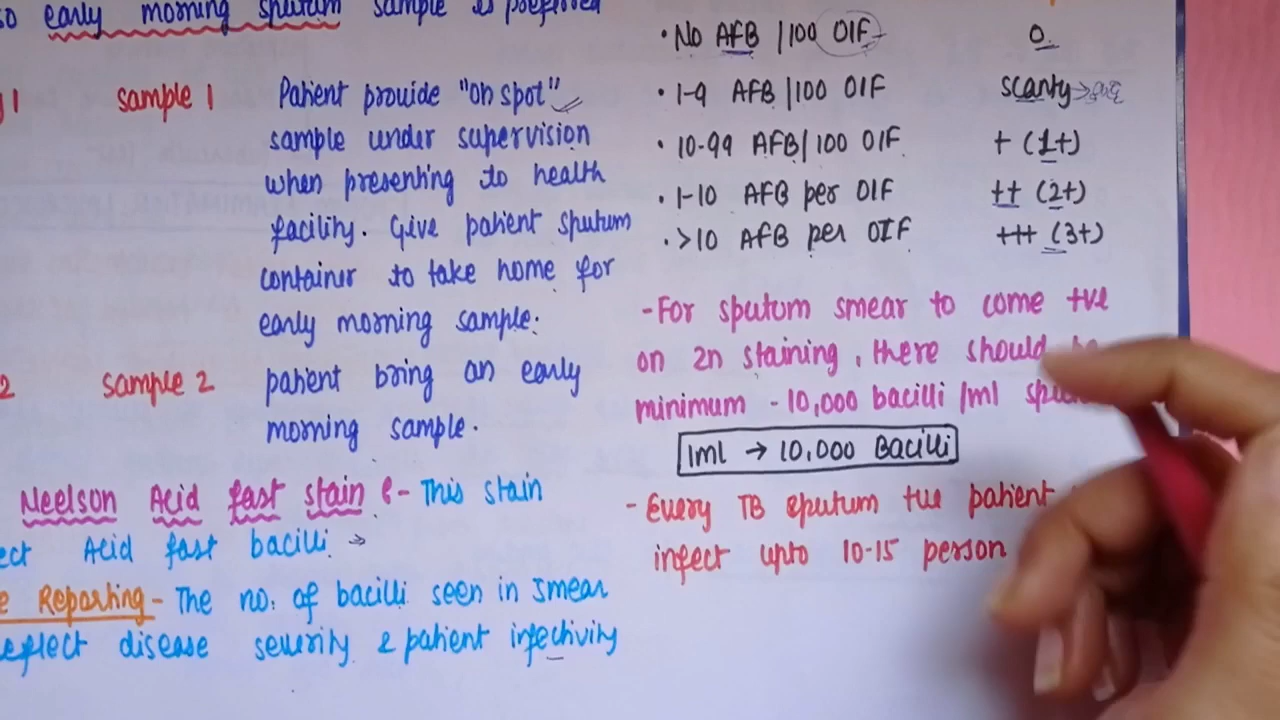 so early morning sputum sample is preferred
1 sample 1 Patient provide "on spot"
sample under supervision
when presenting to health
facility. Give patient sputum
container to take home for
early morning sample.
2 sample 2 patient bring an early
morning sample.
Neelson Acid fast stain :- This stain
ect Acid fast bacilli →
e Reporting - The no. of bacilli seen in smear
eflect disease severity & patient infectivity
• No AFB /100 OIF 0
• 1-9 AFB/100 OIF scanty →
• 10-99 AFB/100 OIF + (1+)
• 1-10 AFB per OIF ++ (2+)
• >10 AFB per OIF +++ (3+)
- For sputum smear to come +ve
on zn staining, there should
minimum - 10,000 bacilli /ml
1ml → 10,000 Bacilli
- Every TB sputum +ve patient
infect upto 10-15 person